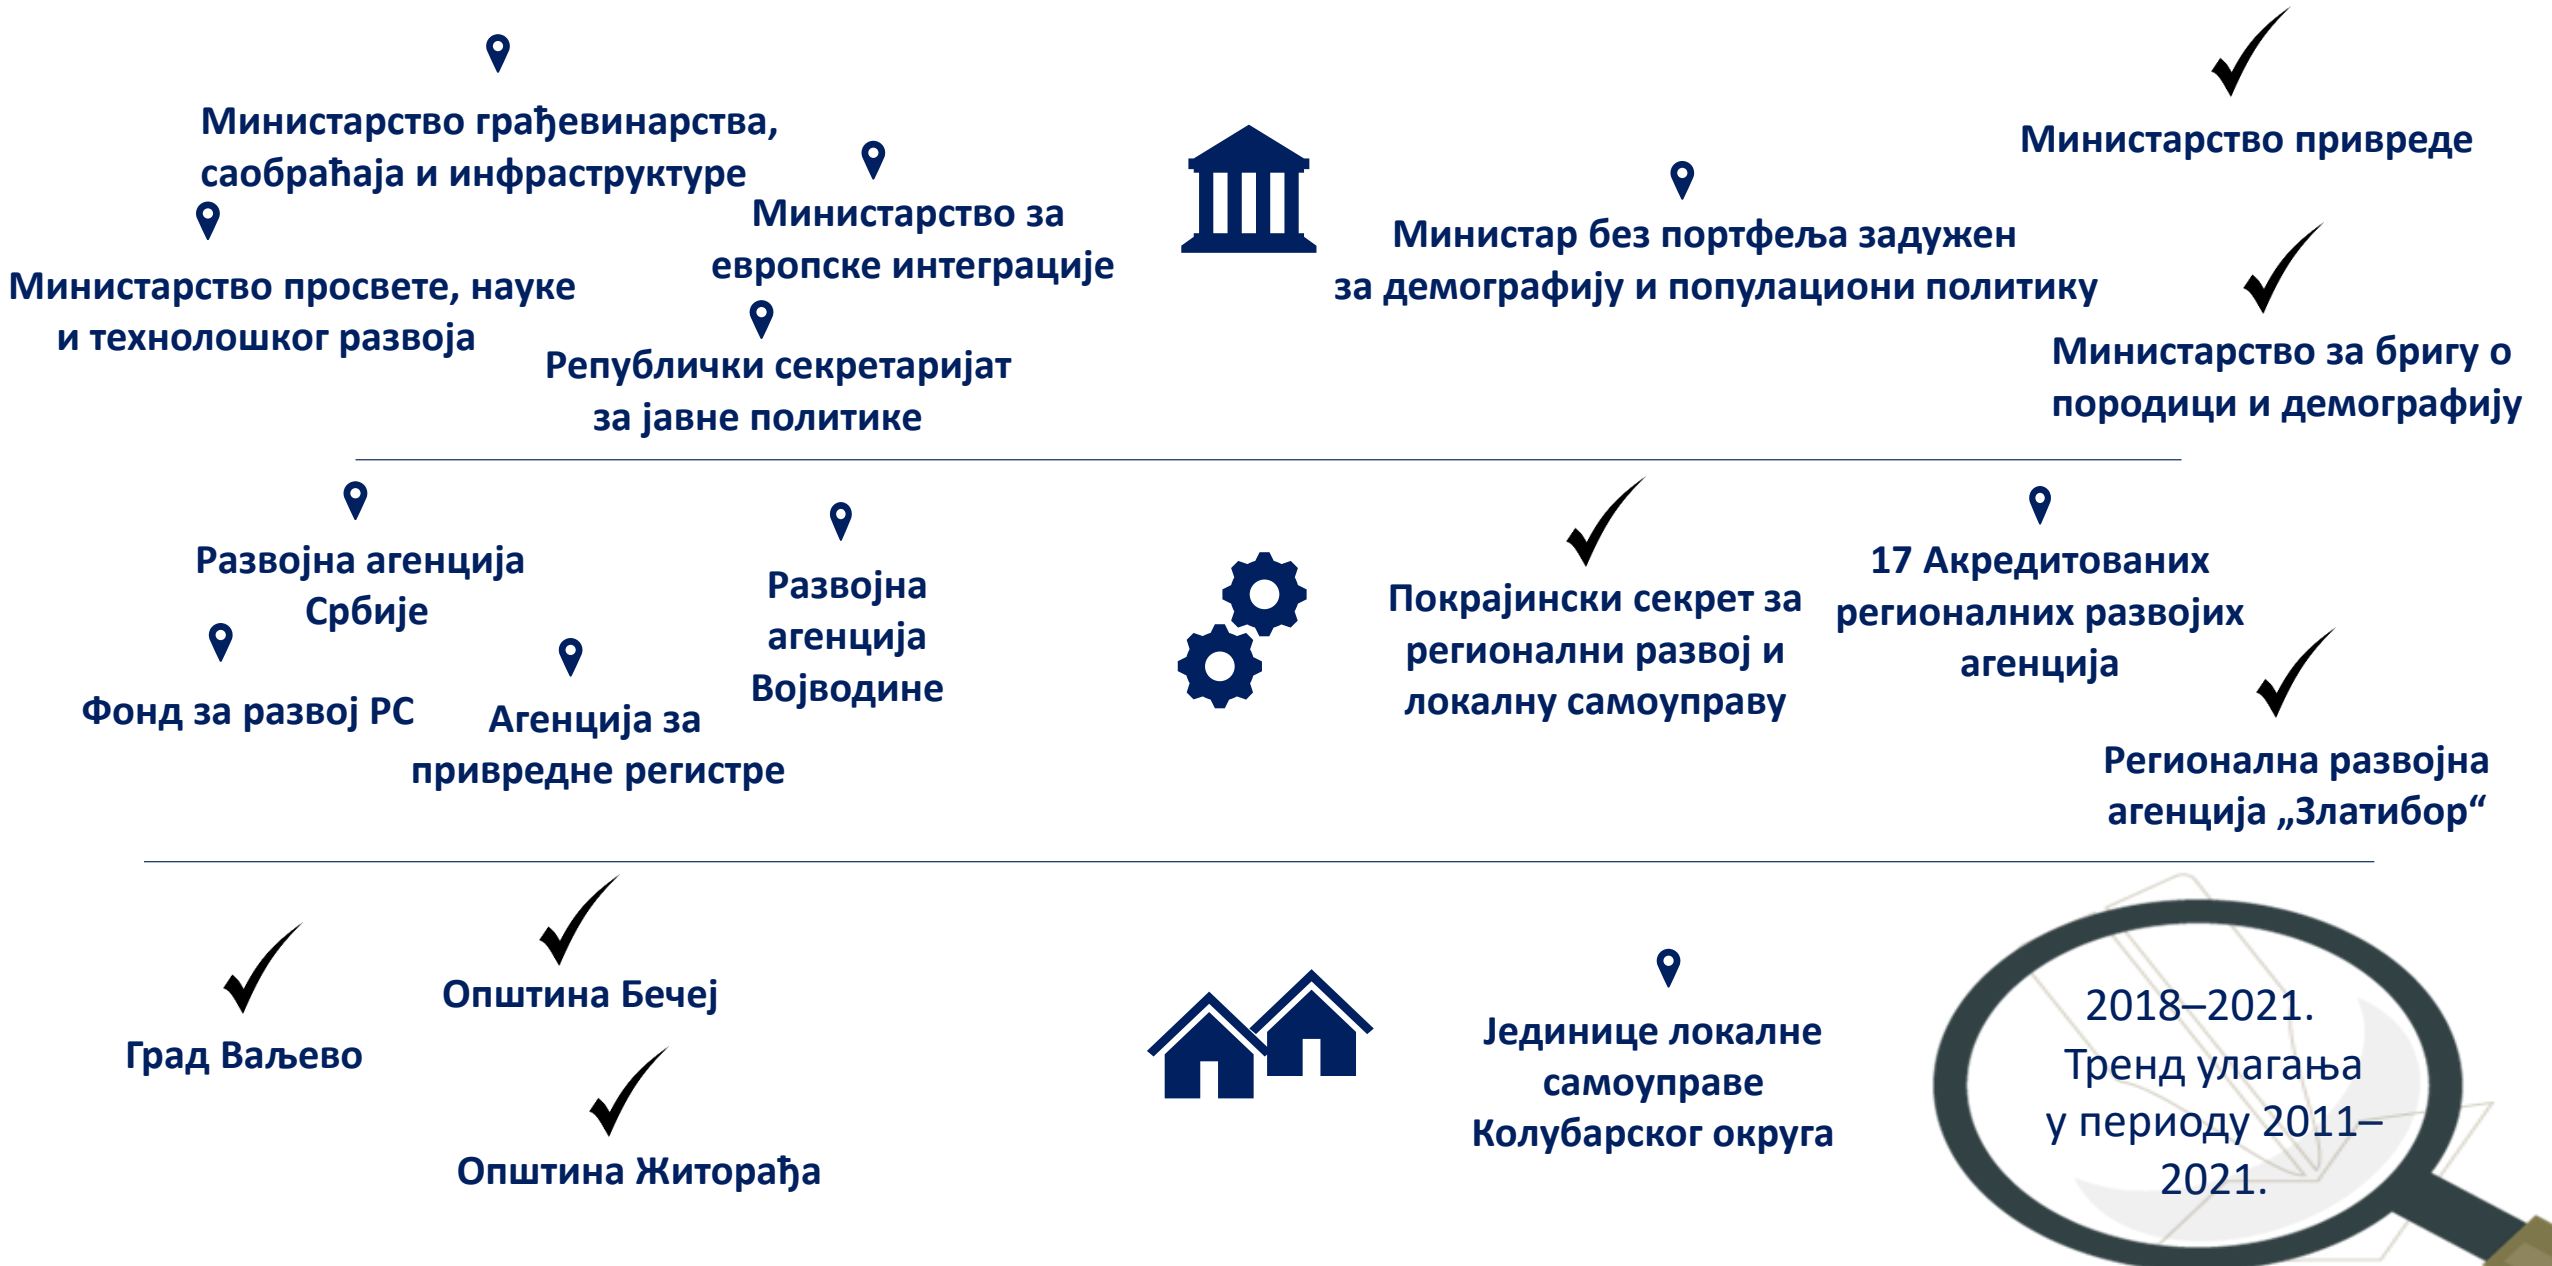 Министарство грађевинарства,
саобраћаја и инфраструктуре
Министарство за
европске интеграције
Министарство просвете, науке
и технолошког развоја
Републички секретаријат
за јавне политике
Министар без портфеља задужен
за демографију и популациони политику
Министарство привреде
Министарство за бригу о
породици и демографију
Развојна агенција
Србије
Фонд за развој РС
Агенција за
привредне регистре
Развојна
агенција
Војводине
Покрајински секрет за
регионални развој и
локалну самоуправу
17 Акредитованих
регионалних развојих
агенција
Регионална развојна
агенција „Златибор“
Град Ваљево
Општина Бечеј
Општина Житорађа
Јединице локалне
самоуправе
Колубарског округа
2018–2021.
Тренд улагања
у периоду 2011–
2021.